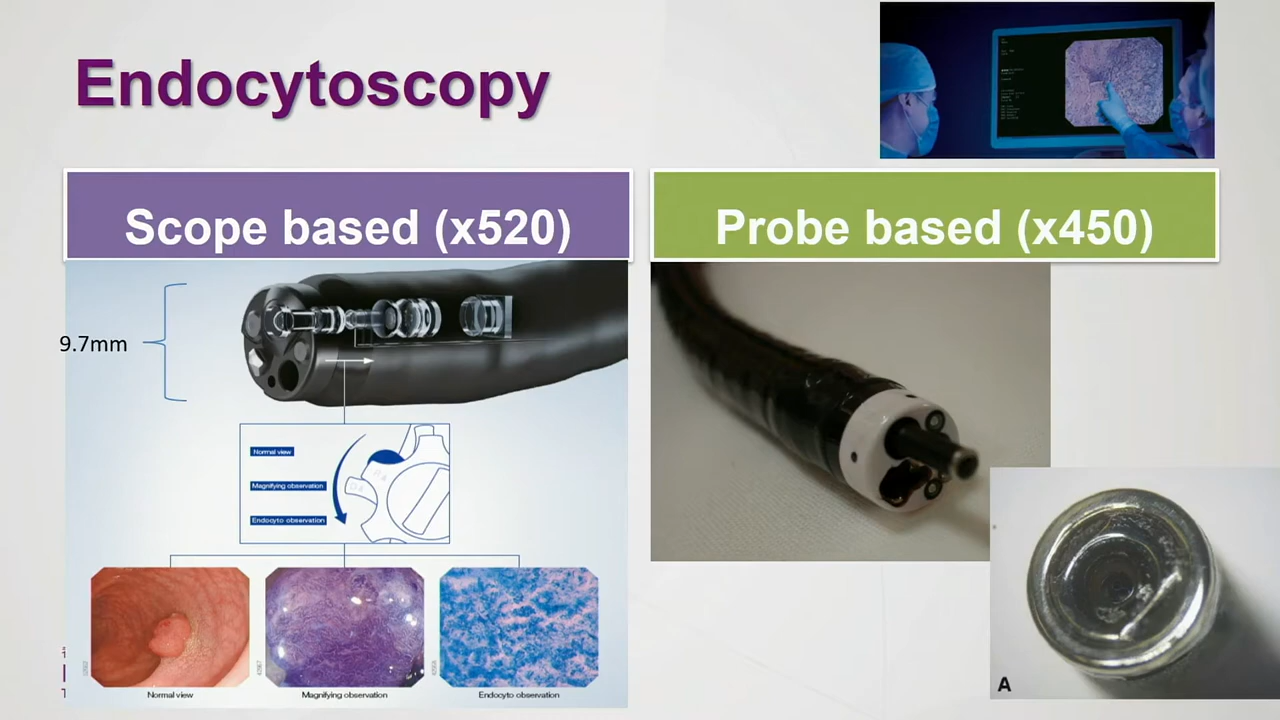 Endocytoscopy
Scope based (x520)
Probe based (x450)
9.7mm
Normal view
Magnifying observation
Endocyto observation
Normal view
Magnifying observation
Endocyto observation
A